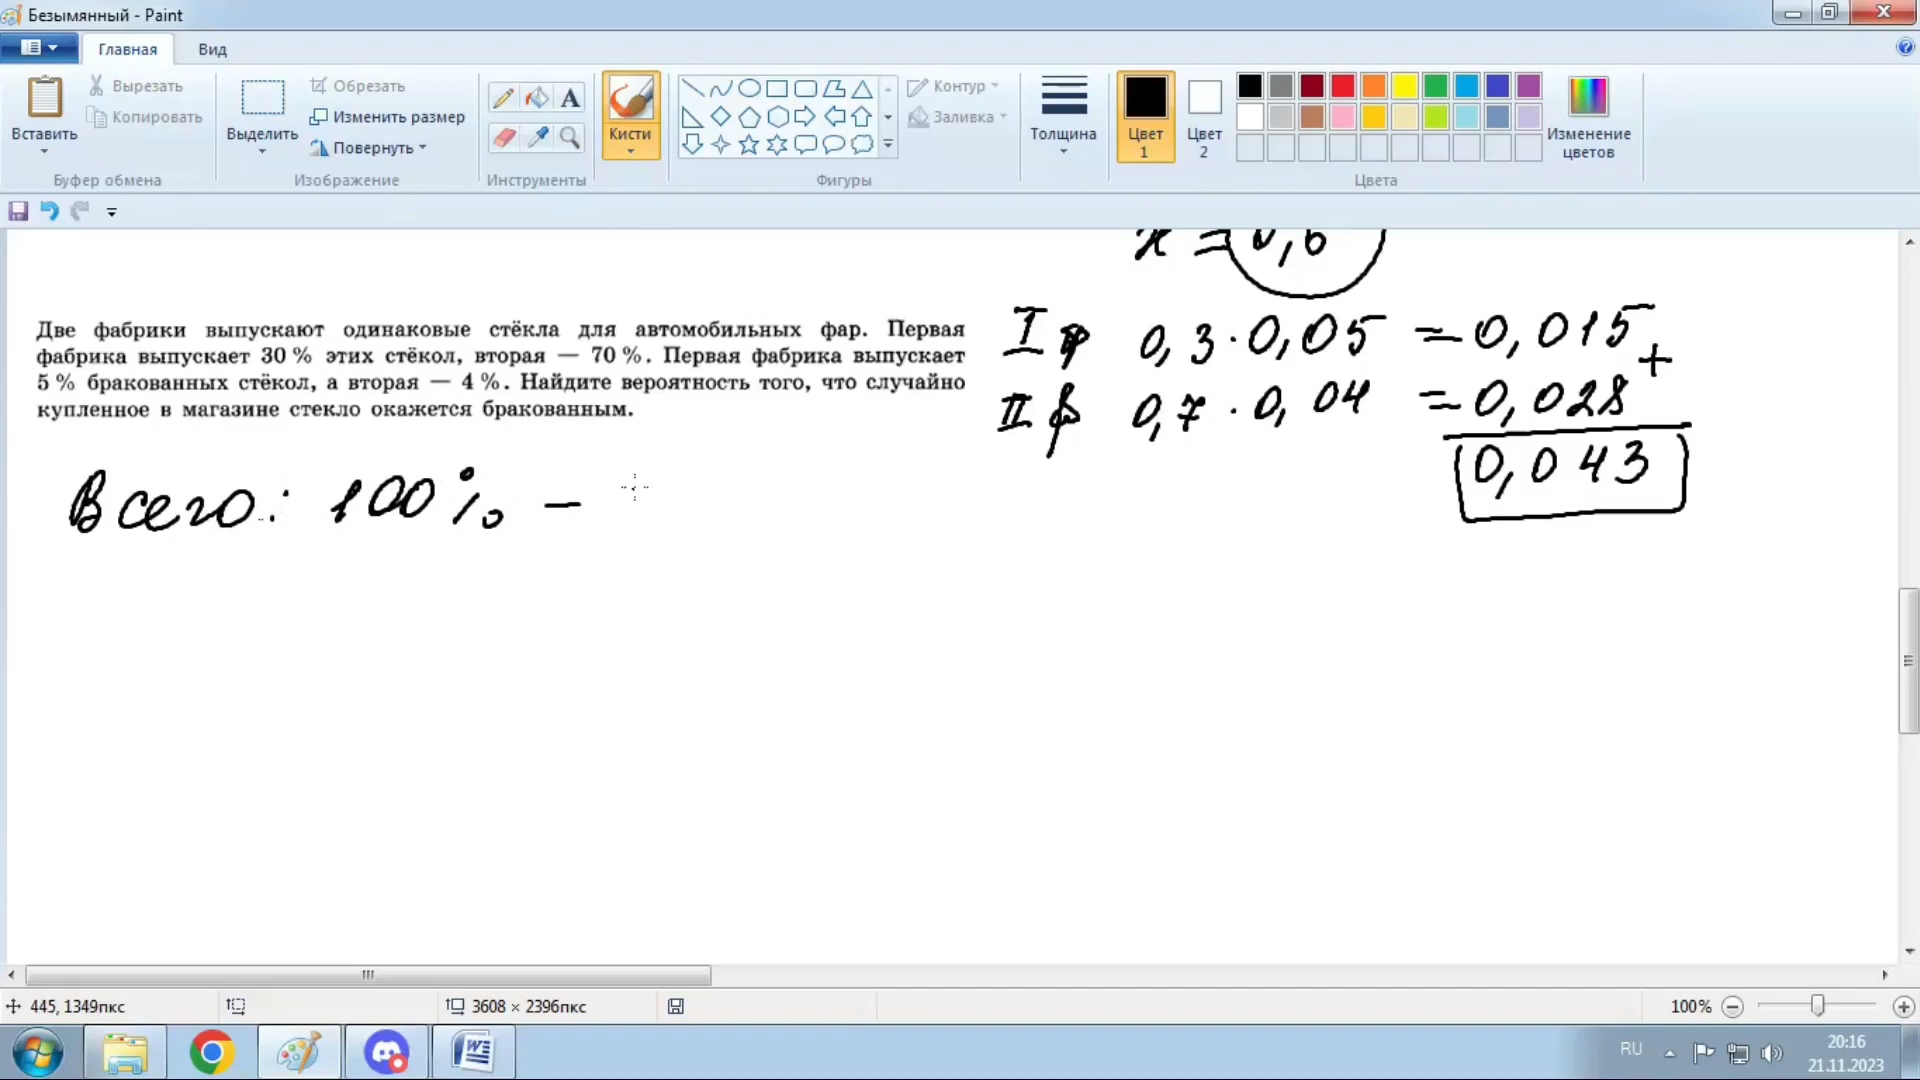 Безымянный - Paint
Главная
Вид
Вставить
Вырезать
Копировать
Буфер обмена
Выделить
Обрезать
Изменить размер
Повернуть
Изображение
Инструменты
Кисти
Фигуры
Контур
Заливка
Толщина
Цвет
1
Цвет
2
Изменение
цветов
Цвета
x = 0,6
Две фабрики выпускают одинаковые стёкла для автомобильных фар. Первая
фабрика выпускает 30 % этих стёкол, вторая — 70 %. Первая фабрика выпускает
5 % бракованных стёкол, а вторая — 4 %. Найдите вероятность того, что случайно
купленное в магазине стекло окажется бракованным.
I ф 0,3 · 0,05 = 0,015 +
II ф 0,7 · 0,04 = 0,028
0,043
Всего: 100% –
445, 1349пкс
3608 × 2396пкс
100%
RU
20:16
21.11.2023